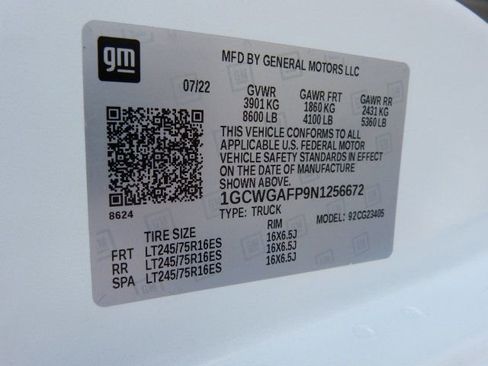 gm
MFD BY GENERAL MOTORS LLC
07/22 GVWR GAWR FRT GAWR RR
3901 KG 1860 KG 2431 KG
8600 LB 4100 LB 5360 LB
THIS VEHICLE CONFORMS TO ALL
APPLICABLE U.S. FEDERAL MOTOR
VEHICLE SAFETY STANDARDS IN EFFECT
ON THE DATE OF MANUFACTURE
SHOWN ABOVE.
8624
1GCWGAFP9N1256672
TYPE: TRUCK MODEL: 92CG23405
TIRE SIZE RIM
FRT LT245/75R16ES 16X6.5J
RR LT245/75R16ES 16X6.5J
SPA LT245/75R16ES 16X6.5J